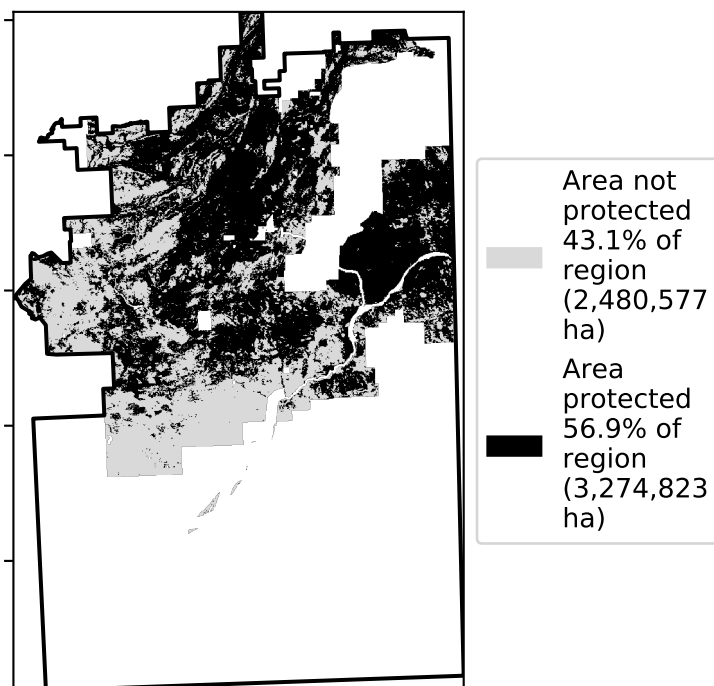 Area not
protected
43.1% of
region
(2,480,577
ha)
Area
protected
56.9% of
region
(3,274,823
ha)